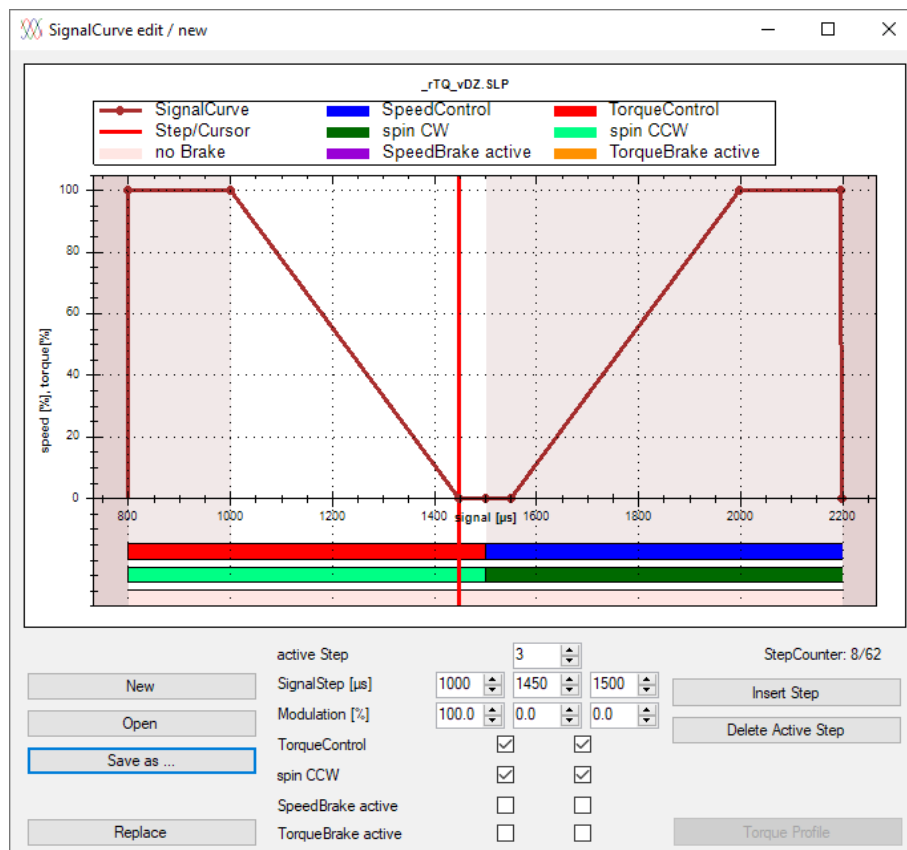 SignalCurve edit / new
_rTQ_vDZ.SLP
SignalCurve SpeedControl TorqueControl
Step/Cursor spin CW spin CCW
no Brake SpeedBrake active TorqueBrake active
100
80
60
40
20
0
speed [%], torque[%]
800 1000 1200 1400 1600 1800 2000 2200
signal [µs]
active Step 3 StepCounter: 8/62
New SignalStep [µs] 1000 1450 1500 Insert Step
Open Modulation [%] 100.0 0.0 0.0 Delete Active Step
Save as ... TorqueControl
spin CCW
SpeedBrake active
Replace TorqueBrake active Torque Profile